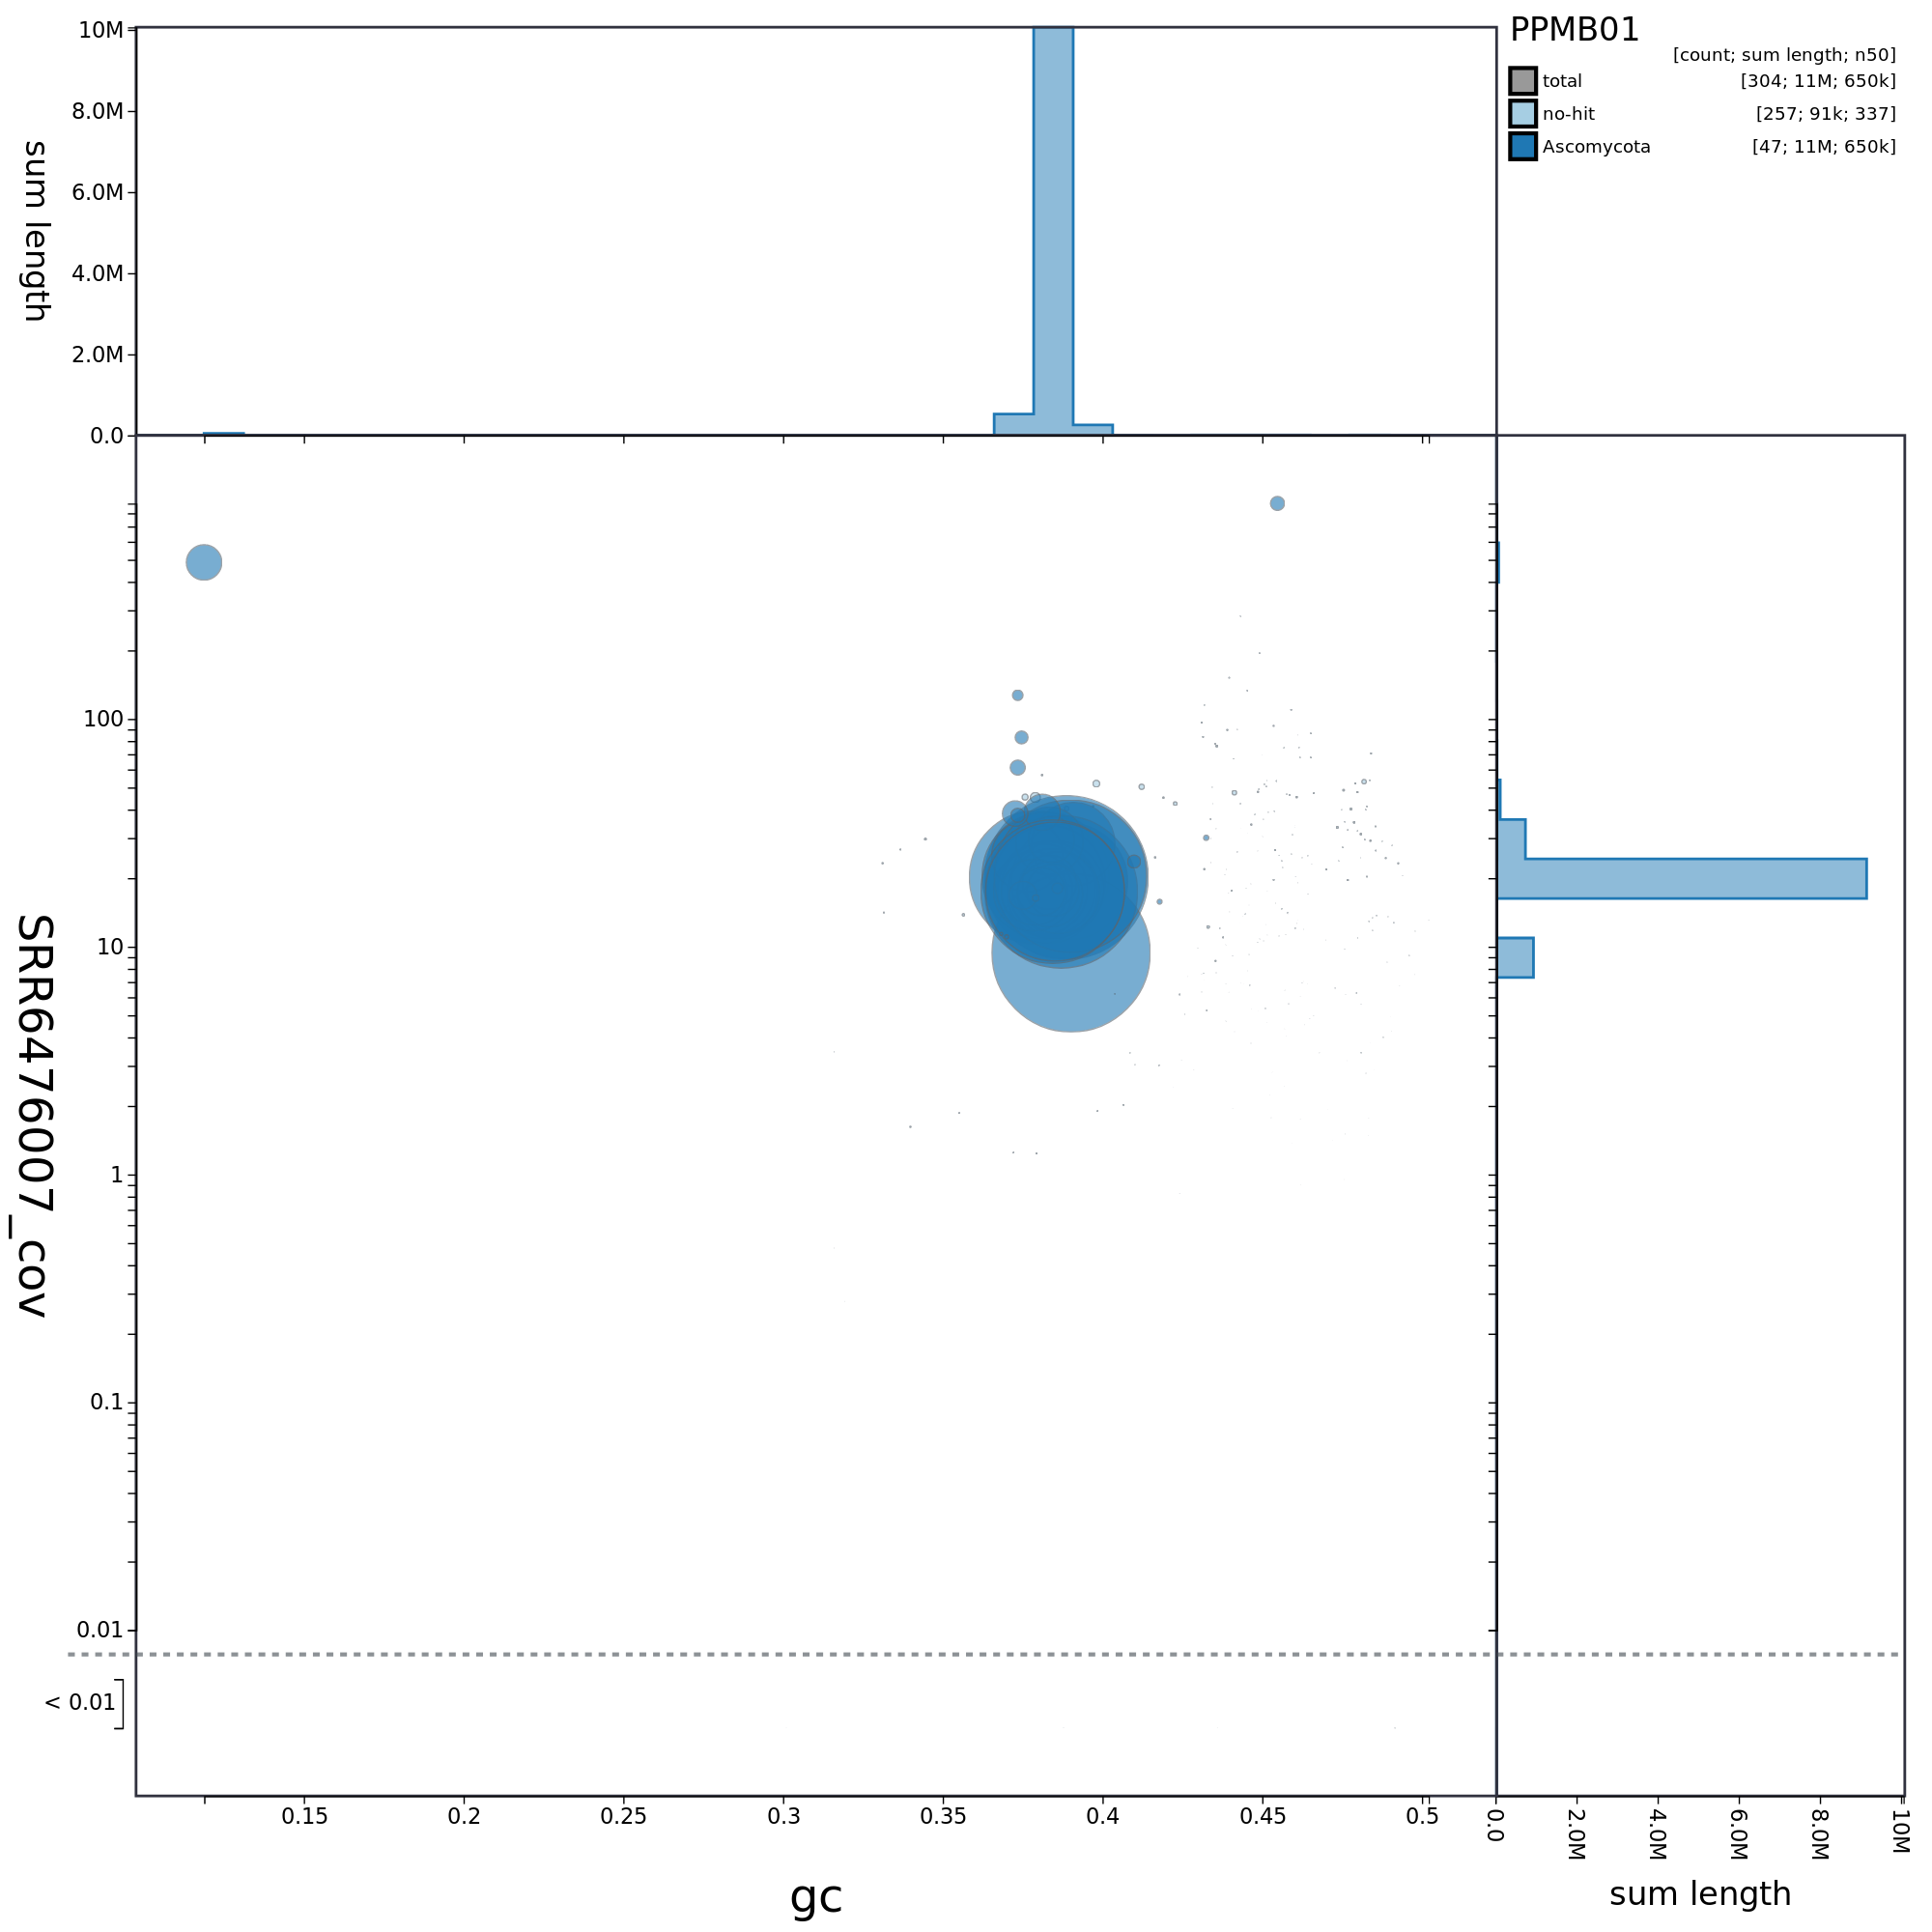 PPMB01
[count; sum length; n50]
total [304; 11M; 650k]
no-hit [257; 91k; 337]
Ascomycota [47; 11M; 650k]
sum length
10M
8.0M
6.0M
4.0M
2.0M
0.0
SRR6476007_cov
100
10
1
0.1
0.01
< 0.01
0.15 0.2 0.25 0.3 0.35 0.4 0.45 0.5
gc
0.0 2.0M 4.0M 6.0M 8.0M 10M
sum length